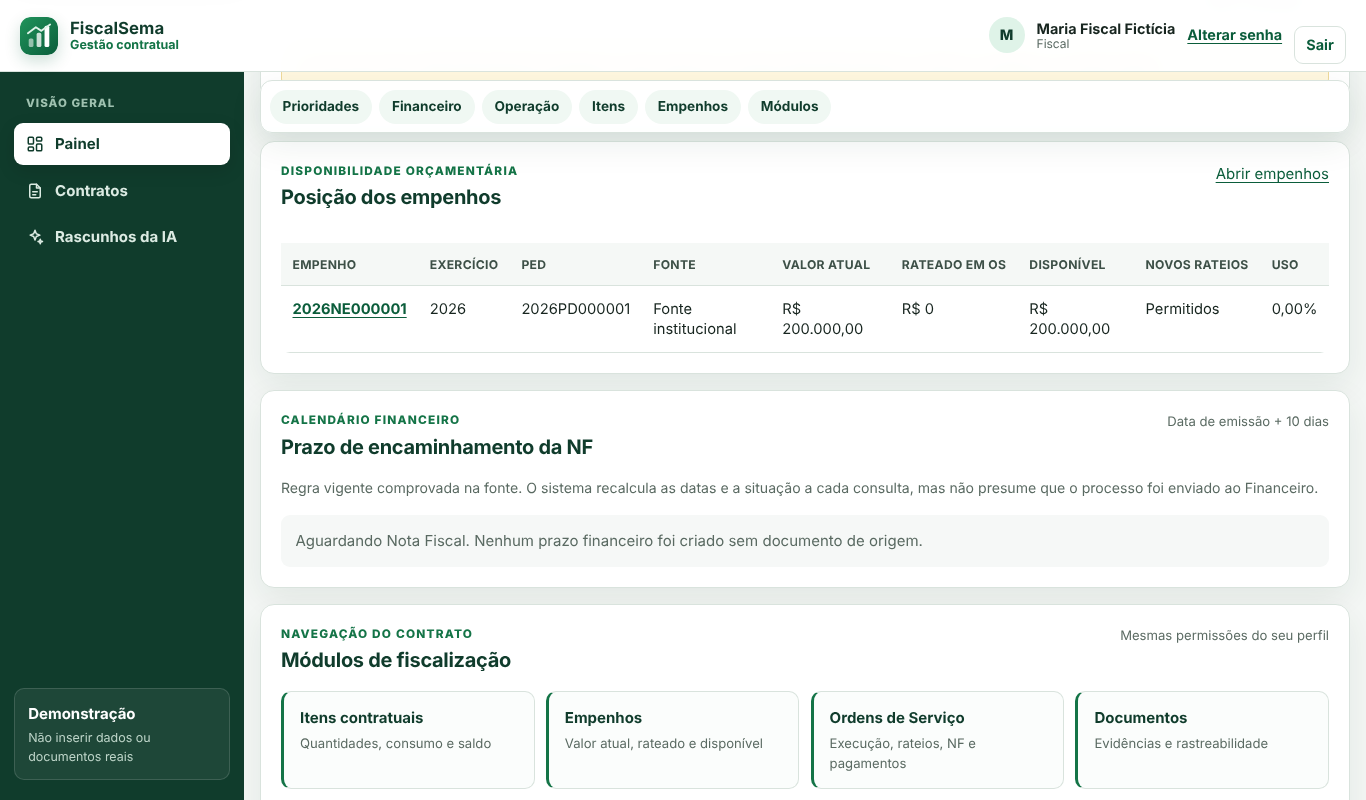 FiscalSema
Gestão contratual
M
Maria Fiscal Fictícia
Fiscal
Alterar senha
Sair
VISÃO GERAL
Painel
Contratos
Rascunhos da IA
Demonstração
Não inserir dados ou
documentos reais
Prioridades
Financeiro
Operação
Itens
Empenhos
Módulos
DISPONIBILIDADE ORÇAMENTÁRIA
Posição dos empenhos
Abrir empenhos
EMPENHO EXERCÍCIO PED FONTE VALOR ATUAL RATEADO EM OS DISPONÍVEL NOVOS RATEIOS USO
2026NE000001 2026 2026PD000001 Fonte R$ R$ 0 R$ Permitidos 0,00%
institucional 200.000,00 200.000,00
CALENDÁRIO FINANCEIRO
Prazo de encaminhamento da NF
Data de emissão + 10 dias
Regra vigente comprovada na fonte. O sistema recalcula as datas e a situação a cada consulta, mas não presume que o processo foi enviado ao Financeiro.
Aguardando Nota Fiscal. Nenhum prazo financeiro foi criado sem documento de origem.
NAVEGAÇÃO DO CONTRATO
Módulos de fiscalização
Mesmas permissões do seu perfil
Itens contratuais
Quantidades, consumo e saldo
Empenhos
Valor atual, rateado e disponível
Ordens de Serviço
Execução, rateios, NF e
pagamentos
Documentos
Evidências e rastreabilidade